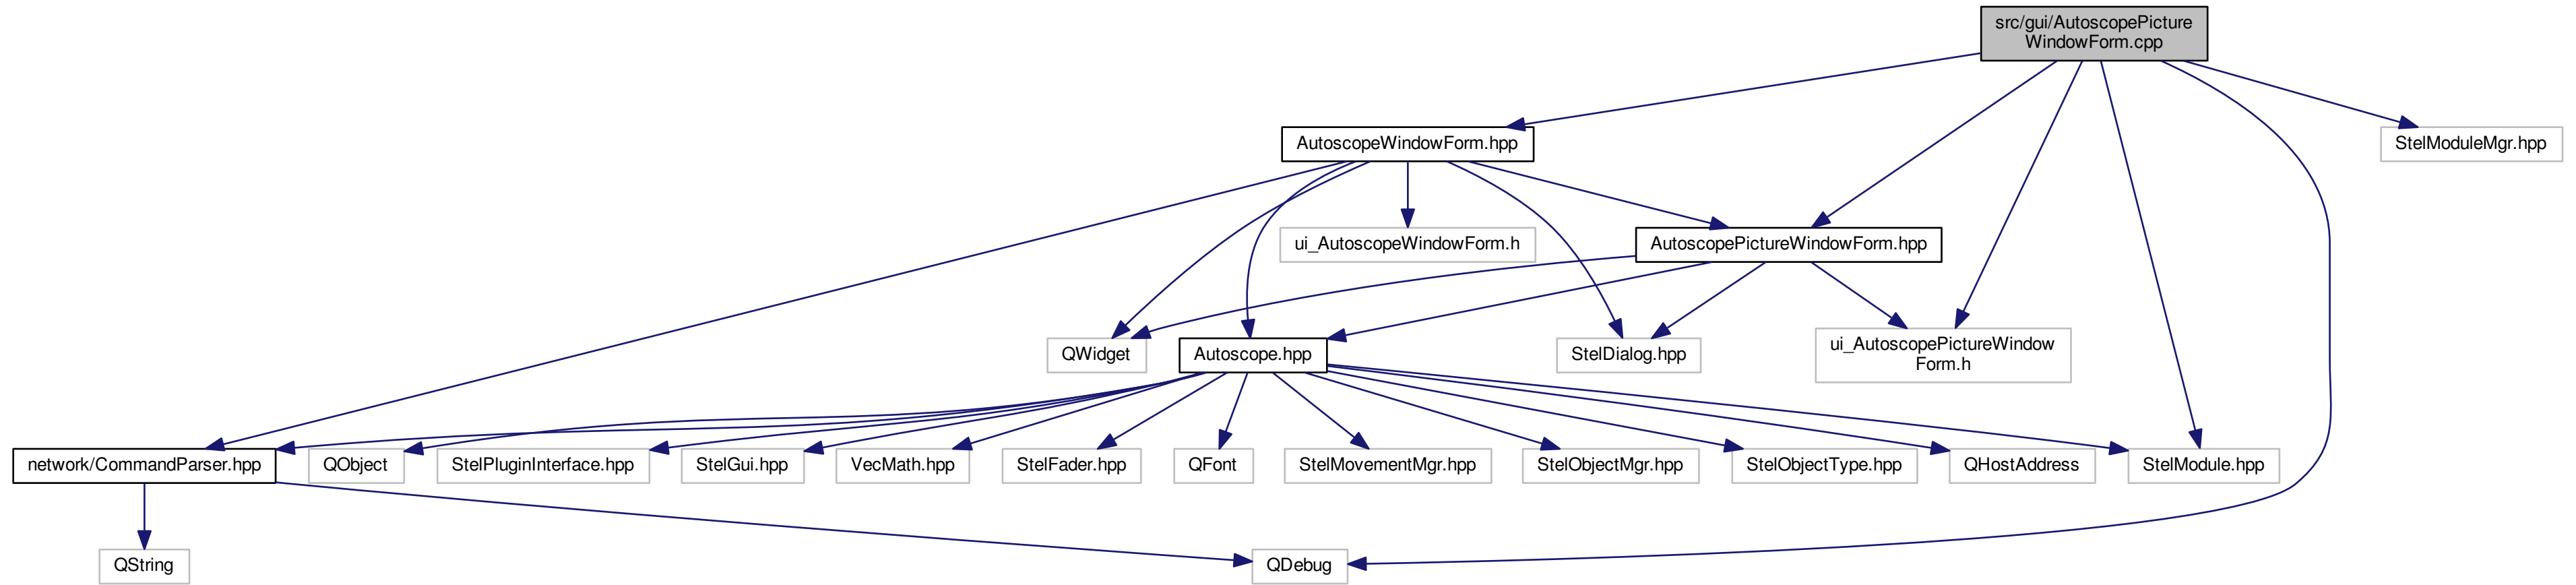 src/gui/AutoscopePicture
WindowForm.cpp
AutoscopeWindowForm.hpp
StelModuleMgr.hpp
ui_AutoscopeWindowForm.h
AutoscopePictureWindowForm.hpp
QWidget
Autoscope.hpp
StelDialog.hpp
ui_AutoscopePictureWindow
Form.h
network/CommandParser.hpp
QObject
StelPluginInterface.hpp
StelGui.hpp
VecMath.hpp
StelFader.hpp
QFont
StelMovementMgr.hpp
StelObjectMgr.hpp
StelObjectType.hpp
QHostAddress
StelModule.hpp
QString
QDebug